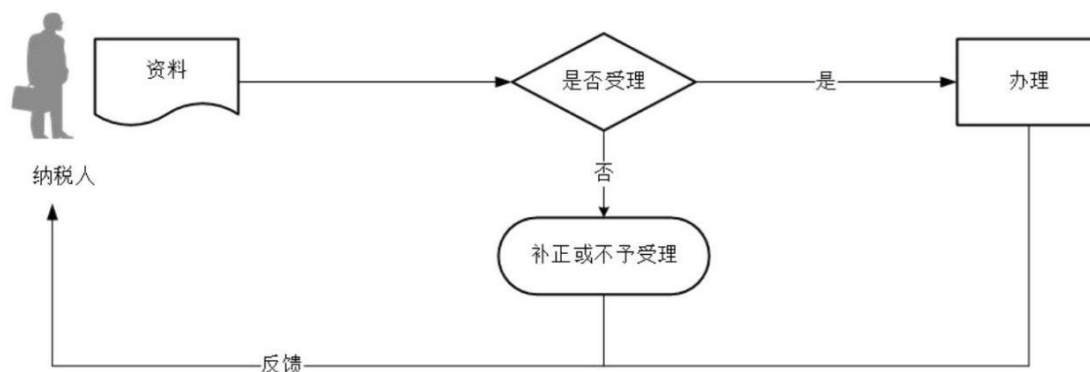 资料
是否受理
是
办理
纳税人
否
补正或不予受理
反馈